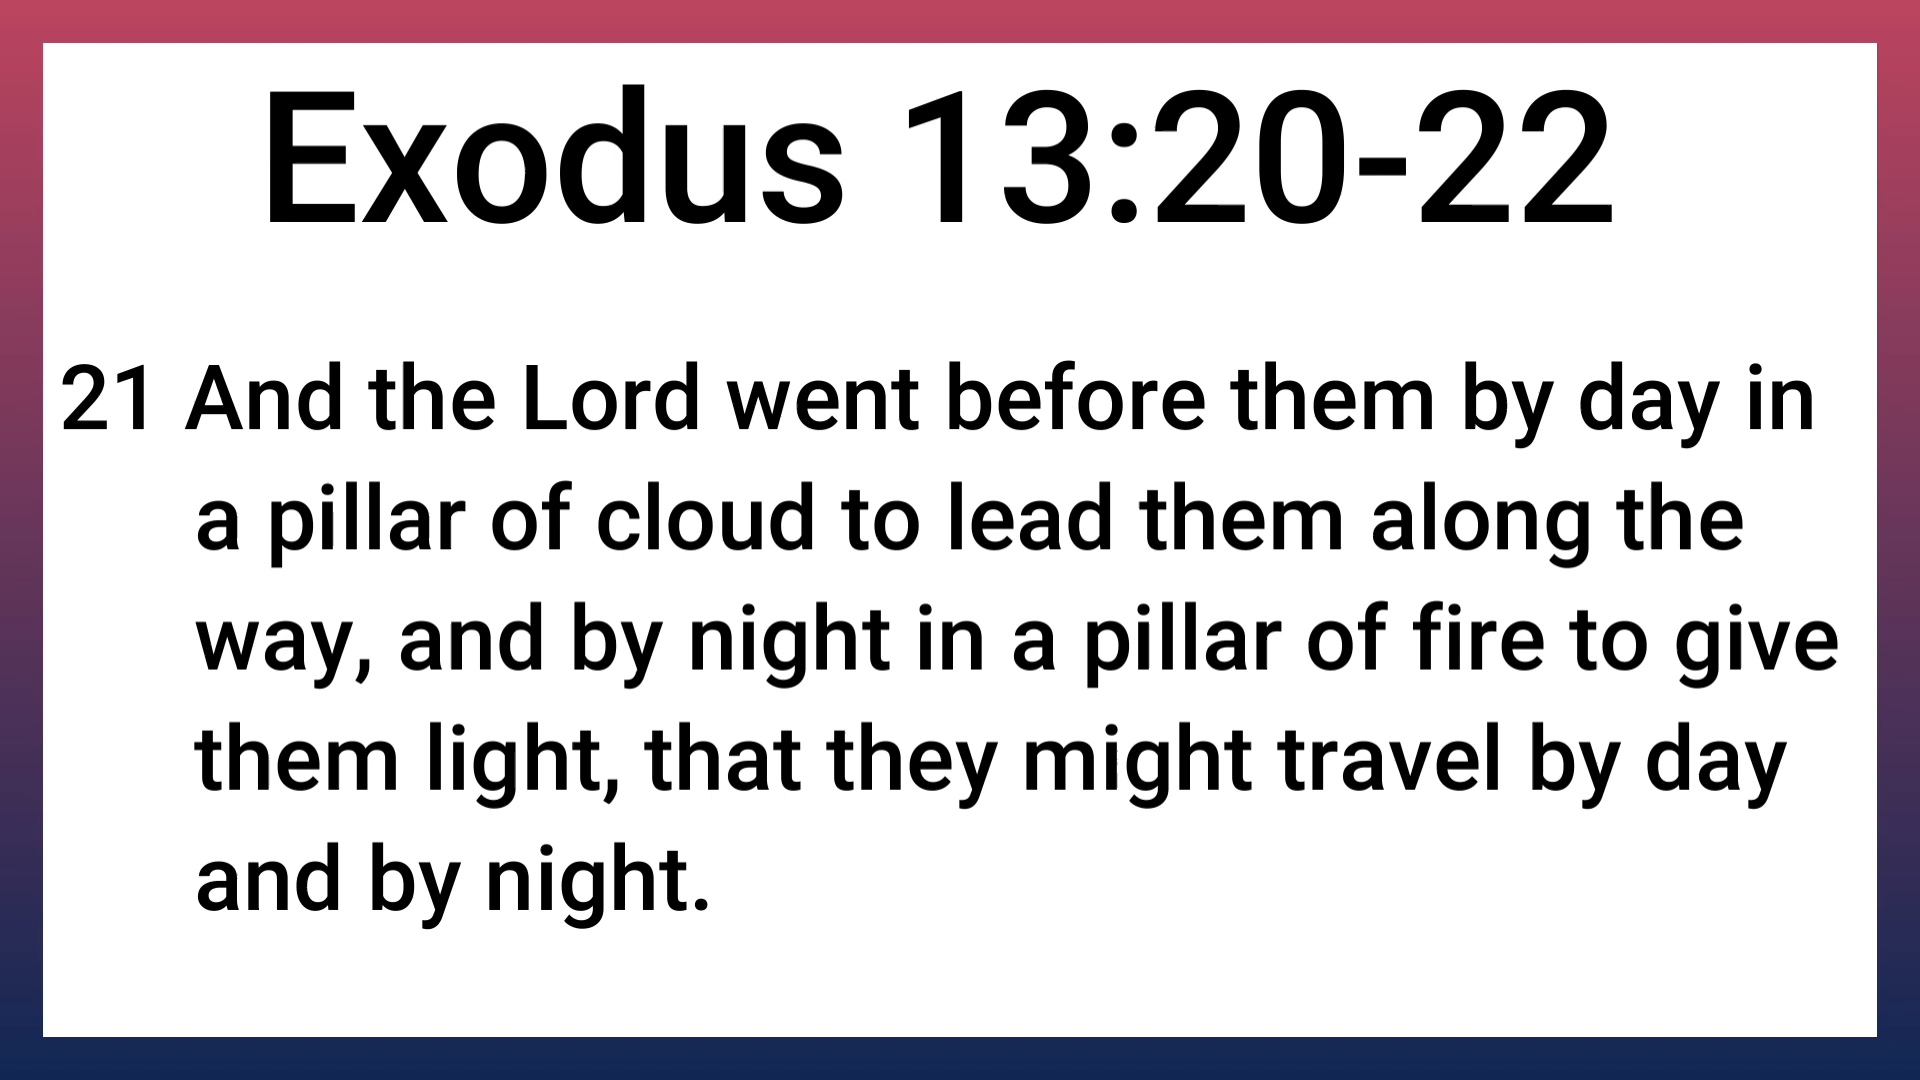 Exodus 13:20-22
21 And the Lord went before them by day in
a pillar of cloud to lead them along the
way, and by night in a pillar of fire to give
them light, that they might travel by day
and by night.